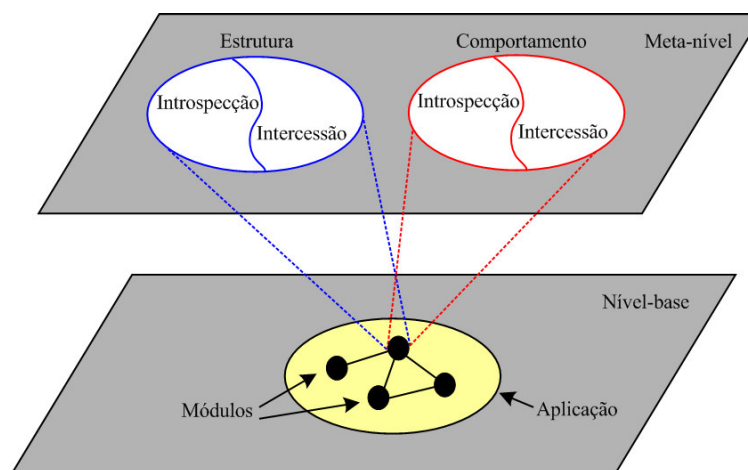 Estrutura
Comportamento
Meta-nível
Introspecção
Intercessão
Introspecção
Intercessão
Nível-base
Módulos
Aplicação